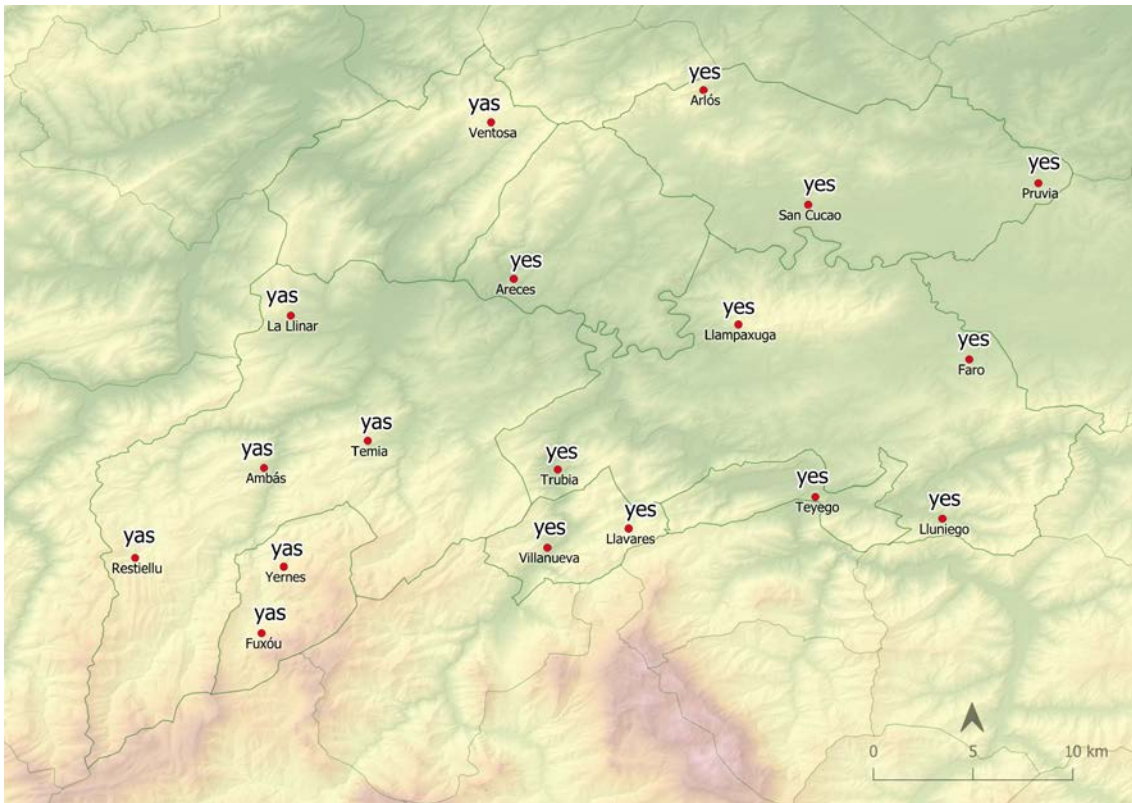 yes
Arlós
yas
Ventosa
yes
Pruvia
yes
San Cucao
yes
Areces
yas
La Llinar
yes
Llampaxuga
yes
Faro
yas
Temia
yas
Ambás
yes
Trubia
yes
Teyego
yes
Lluniego
yes
Llavares
yes
Villanueva
yas
Restiellu
yas
Yernes
yas
Fuxóu
0 5 10 km